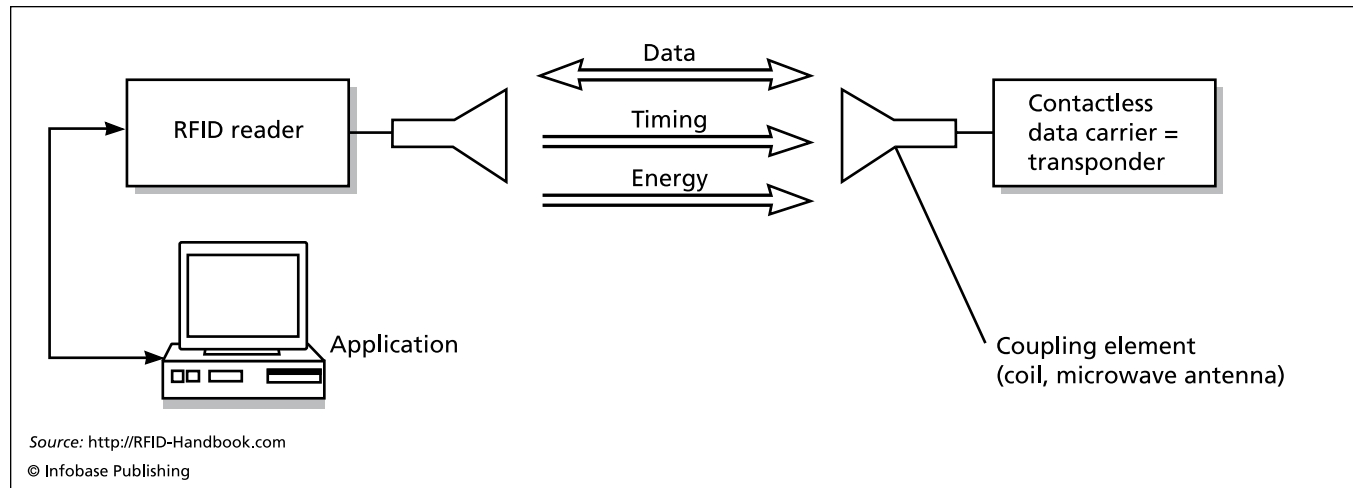 Data
RFID reader
Timing
Energy
Contactless
data carrier =
transponder
Application
Coupling element
(coil, microwave antenna)
Source: http://RFID-Handbook.com
© Infobase Publishing